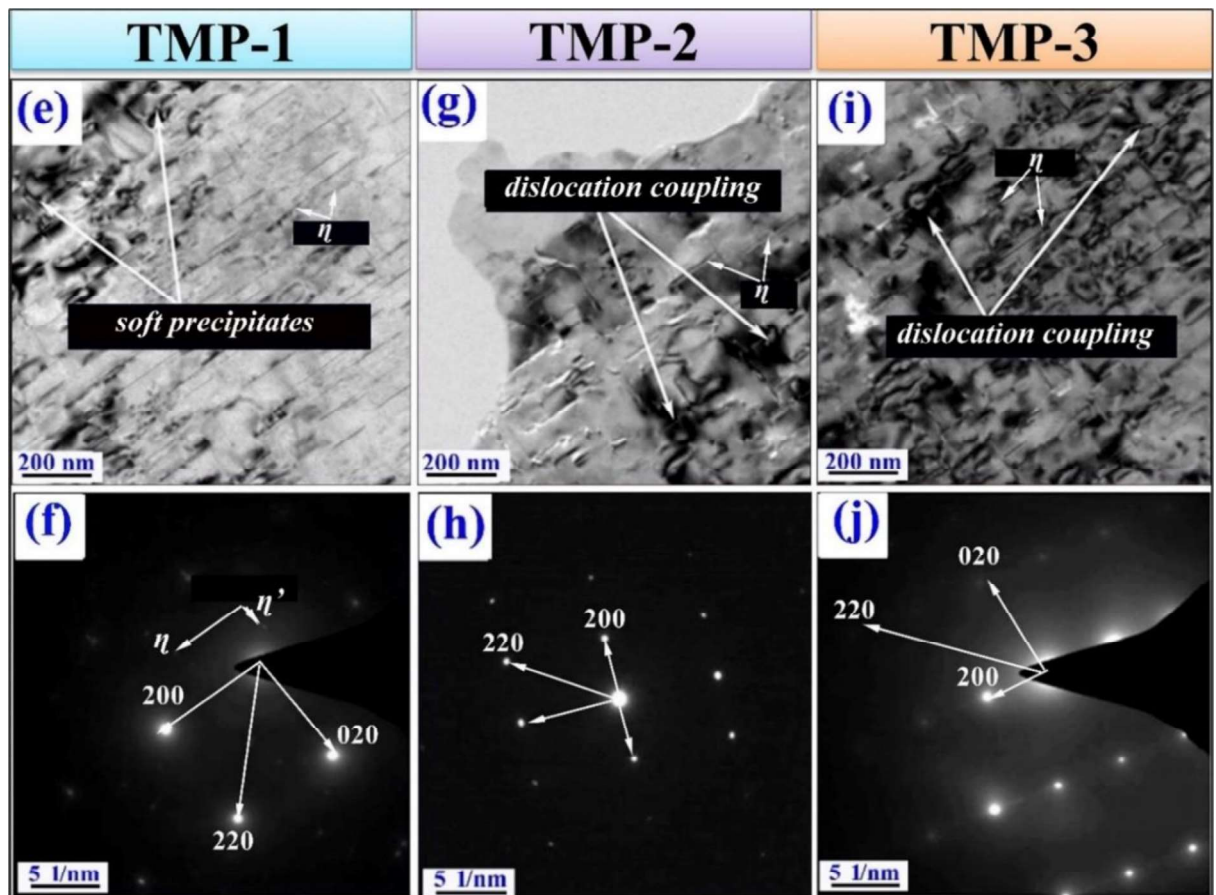 TMP-1 TMP-2 TMP-3
(e) (g) (i)
dislocation coupling
η
η
η
soft precipitates
dislocation coupling
200 nm 200 nm 200 nm
(f) (h) (j)
020
η’
220
200
η
220
200
200
020
220
5 1/nm 5 1/nm 5 1/nm